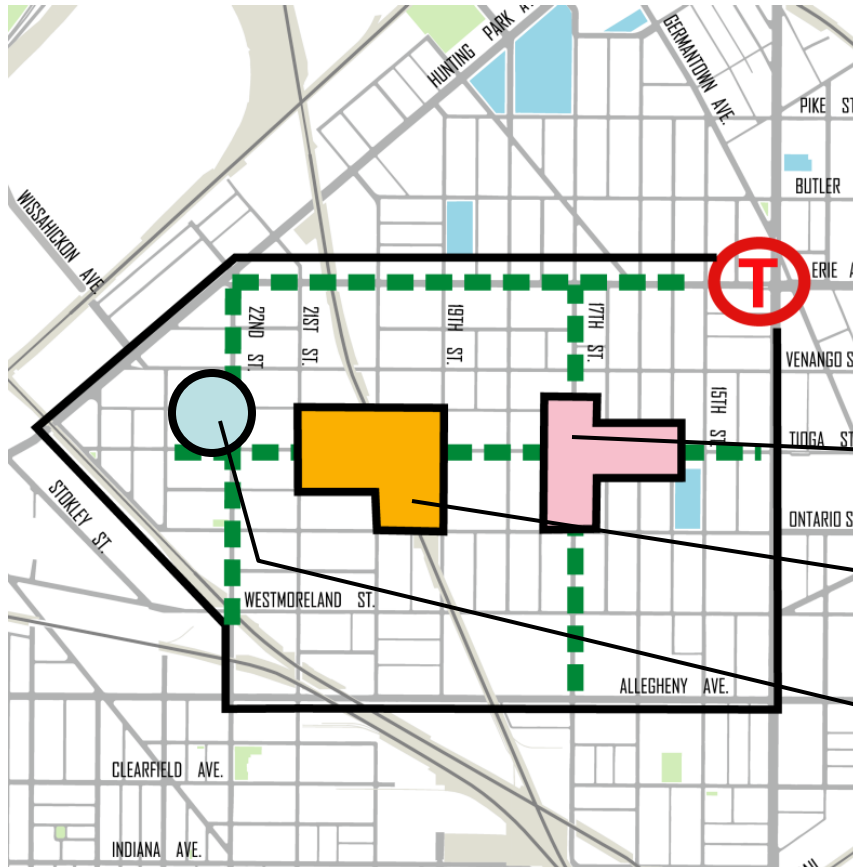 HUNTING PARK
GERMANTOWN AVE.
PIKE ST
BUTLER
WISSAHICKON AVE.
T
ERIE A
22ND ST.
21ST ST.
19TH ST.
17TH ST.
VENANGO S
15TH ST.
TIOGA ST
STOKLEY ST.
ONTARIO S
WESTMORELAND ST.
ALLEGHENY AVE.
CLEARFIELD AVE.
INDIANA AVE.